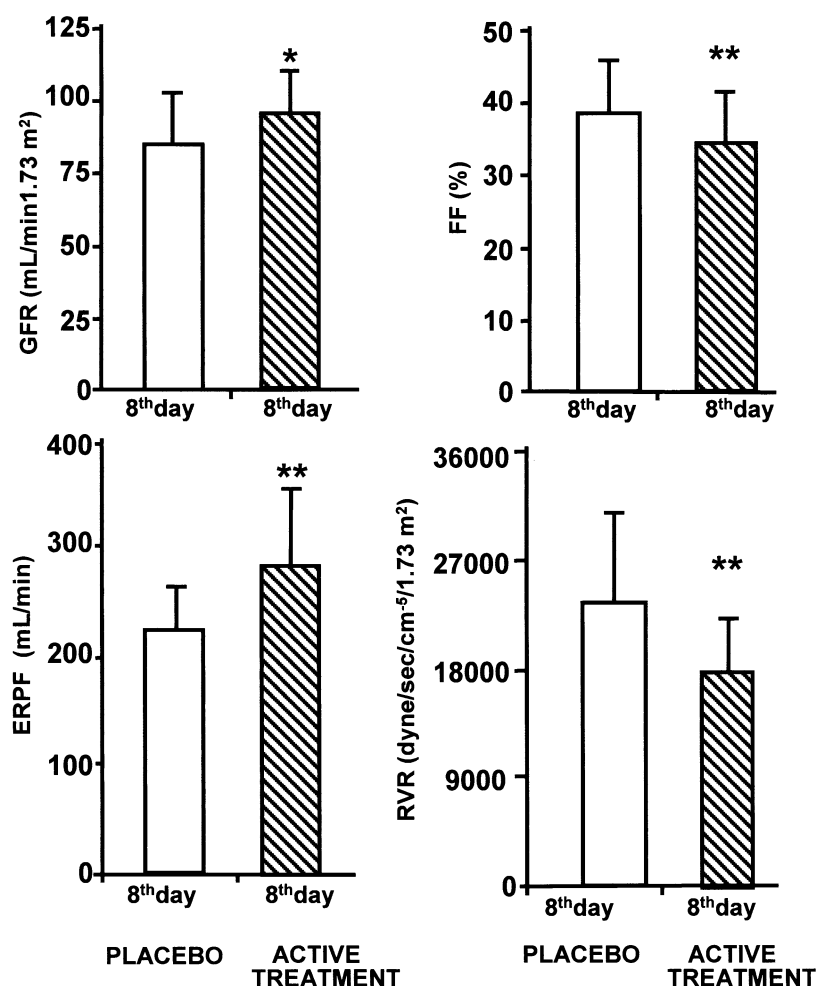 125
100
75
50
25
0
GFR (mL/min1.73 m²)
*
8ᵗʰday 8ᵗʰday
50
40
30
20
10
0
FF (%)
**
8ᵗʰday 8ᵗʰday
400
300
200
100
0
ERPF (mL/min)
**
8ᵗʰday 8ᵗʰday
PLACEBO ACTIVE
TREATMENT
36000
27000
18000
9000
0
RVR (dyne/sec/cm⁻⁵/1.73 m²)
**
8ᵗʰday 8ᵗʰday
PLACEBO ACTIVE
TREATMENT